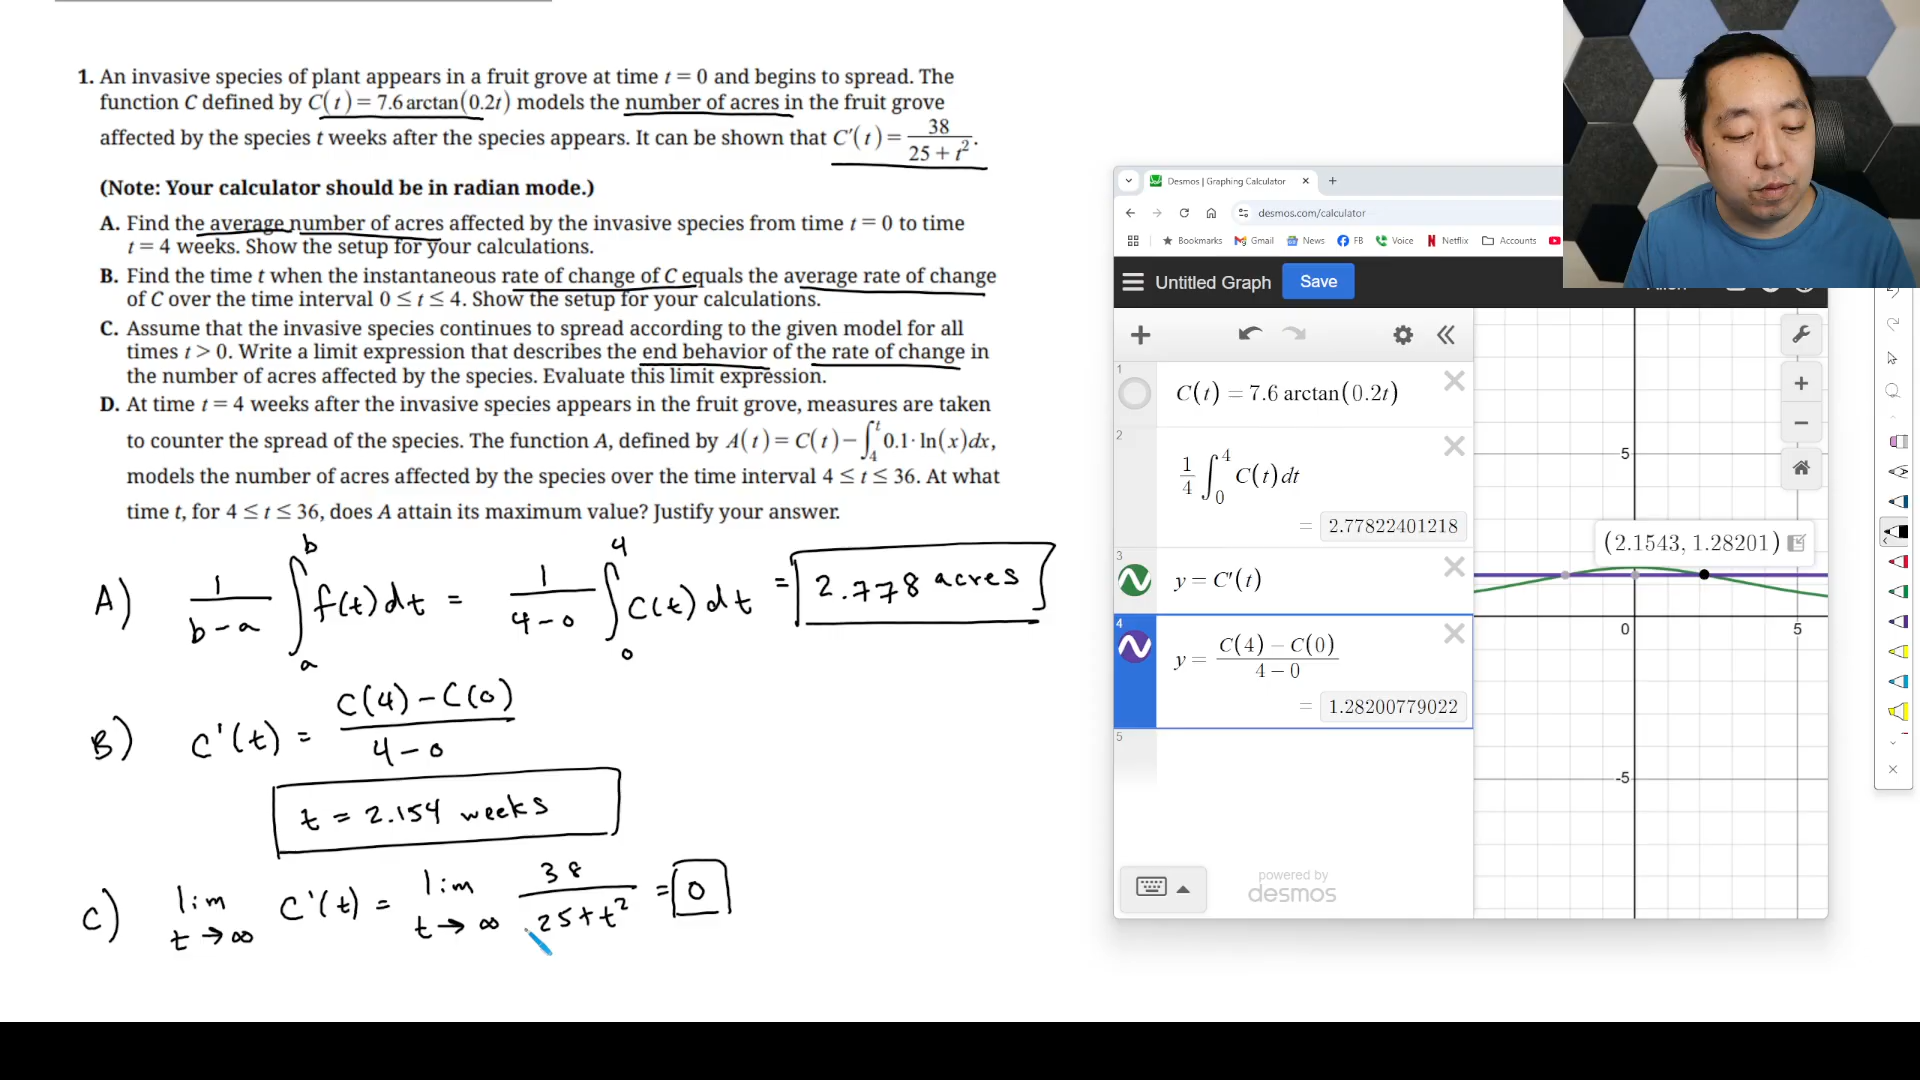 1. An invasive species of plant appears in a fruit grove at time t = 0 and begins to spread. The
function C defined by C(t) = 7.6 arctan(0.2t) models the number of acres in the fruit grove
affected by the species t weeks after the species appears. It can be shown that C′(t) = 38 / (25 + t²).
(Note: Your calculator should be in radian mode.)
A. Find the average number of acres affected by the invasive species from time t = 0 to time
t = 4 weeks. Show the setup for your calculations.
B. Find the time t when the instantaneous rate of change of C equals the average rate of change
of C over the time interval 0 ≤ t ≤ 4. Show the setup for your calculations.
C. Assume that the invasive species continues to spread according to the given model for all
times t > 0. Write a limit expression that describes the end behavior of the rate of change in
the number of acres affected by the species. Evaluate this limit expression.
D. At time t = 4 weeks after the invasive species appears in the fruit grove, measures are taken
to counter the spread of the species. The function A, defined by A(t) = C(t) − ∫₄ᵗ 0.1 · ln(x) dx,
models the number of acres affected by the species over the time interval 4 ≤ t ≤ 36. At what
time t, for 4 ≤ t ≤ 36, does A attain its maximum value? Justify your answer.
A) 1/(b-a) ∫ₐᵇ f(t) dt = 1/(4-0) ∫₀⁴ C(t) dt = 2.778 acres
B) C'(t) = (C(4) - C(0))/(4-0)
t = 2.154 weeks
C) lim t→∞ C'(t) = lim t→∞ 38/(25+t²) = 0
Desmos | Graphing Calculator
desmos.com/calculator
Bookmarks Gmail News FB Voice Netflix Accounts
Untitled Graph Save
1
C(t) = 7.6 arctan(0.2t)
2
1/4 ∫₀⁴ C(t) dt
= 2.77822401218
3
y = C′(t)
4
y = (C(4) − C(0))/(4 − 0)
= 1.28200779022
5
powered by
desmos
5
(2.1543, 1.28201)
0
5
-5